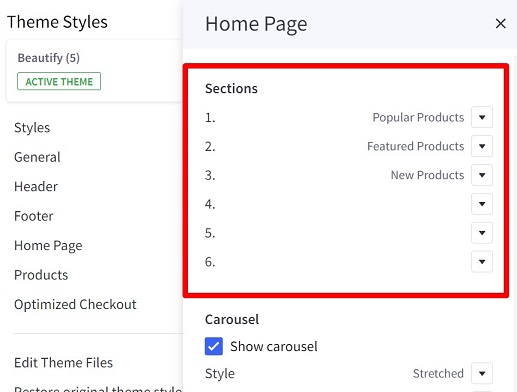 Theme Styles
Beautify (5)
ACTIVE THEME
Styles
General
Header
Footer
Home Page
Products
Optimized Checkout
Edit Theme Files
Restore original theme style
Home Page
Sections
1. Popular Products
2. Featured Products
3. New Products
4.
5.
6.
Carousel
Show carousel
Style Stretched